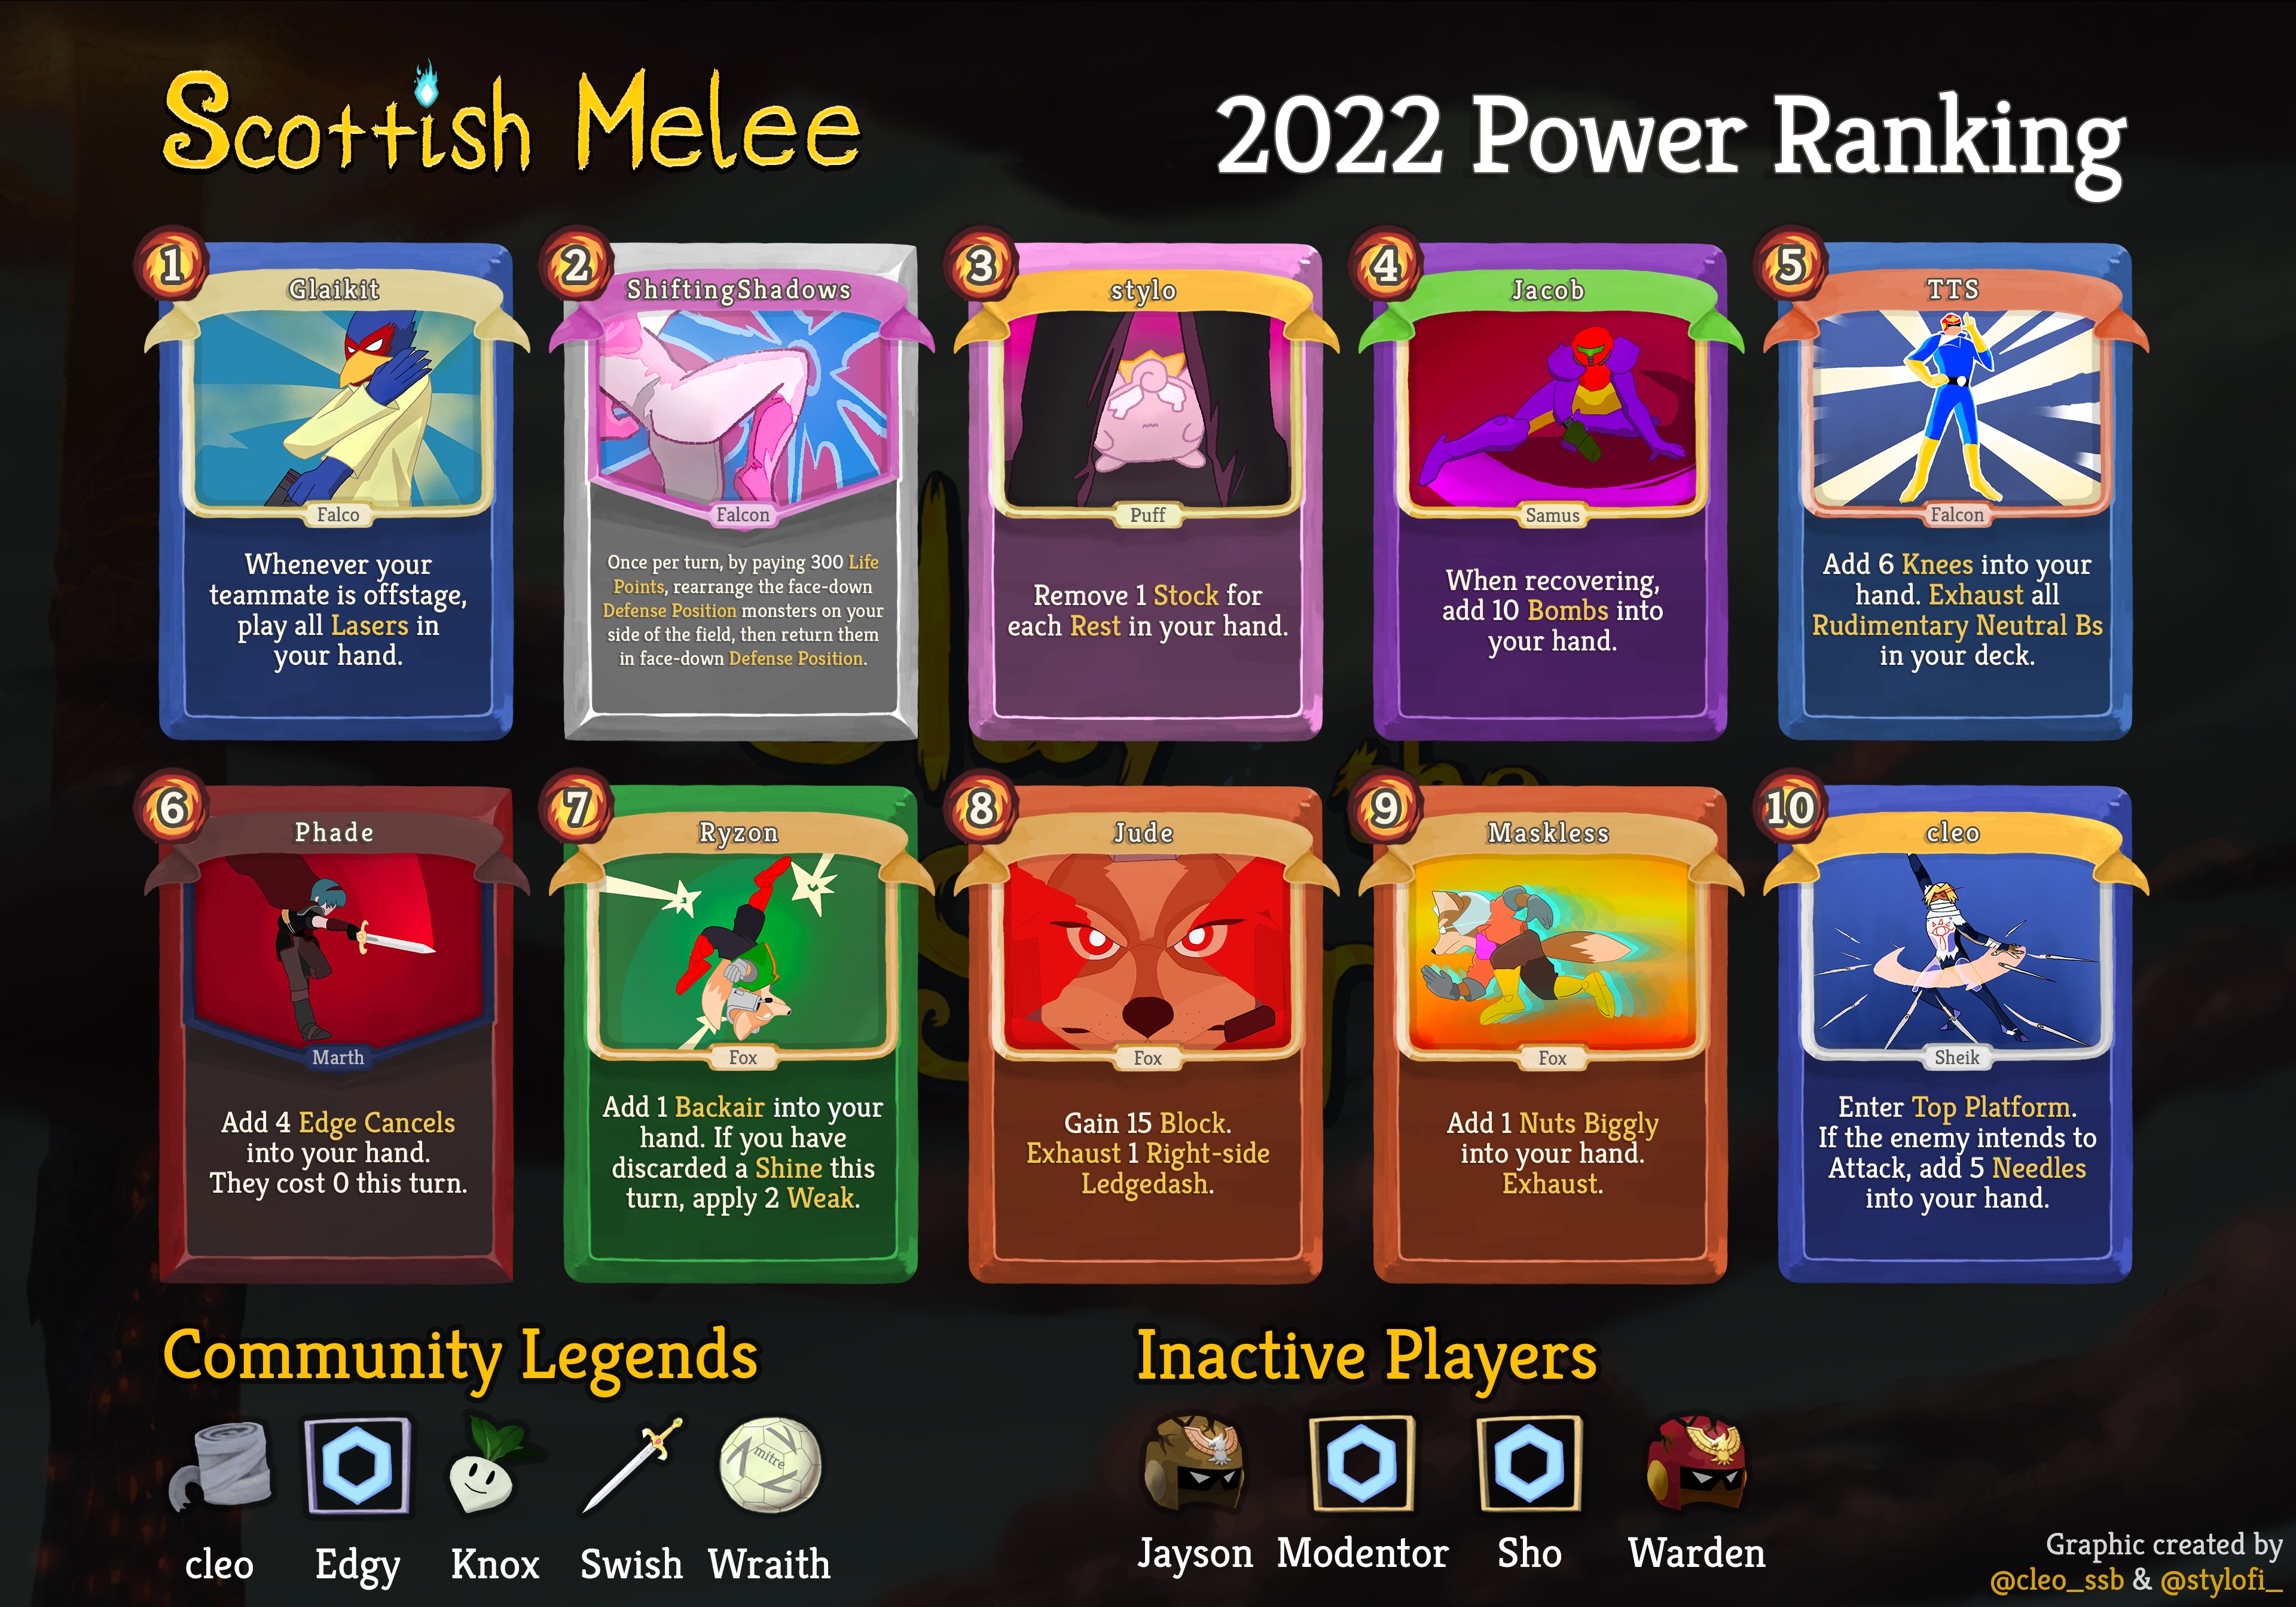 Scottish Melee
2022 Power Ranking
1
Glaikit
Falco
Whenever your
teammate is offstage,
play all Lasers in
your hand.
2
ShiftingShadows
Falcon
Once per turn, by paying 300 Life
Points, rearrange the face-down
Defense Position monsters on your
side of the field, then return them
in face-down Defense Position.
3
stylo
Puff
Remove 1 Stock for
each Rest in your hand.
4
Jacob
Samus
When recovering,
add 10 Bombs into
your hand.
5
TTS
Falcon
Add 6 Knees into your
hand. Exhaust all
Rudimentary Neutral Bs
in your deck.
6
Phade
Marth
Add 4 Edge Cancels
into your hand.
They cost 0 this turn.
7
Ryzon
Fox
Add 1 Backair into your
hand. If you have
discarded a Shine this
turn, apply 2 Weak.
8
Jude
Fox
Gain 15 Block.
Exhaust 1 Right-side
Ledgedash.
9
Maskless
Fox
Add 1 Nuts Biggly
into your hand.
Exhaust.
10
cleo
Sheik
Enter Top Platform.
If the enemy intends to
Attack, add 5 Needles
into your hand.
Community Legends
mitre
cleo
Edgy
Knox
Swish
Wraith
Inactive Players
Jayson
Modentor
Sho
Warden
Graphic created by
@cleo_ssb & @stylofi_